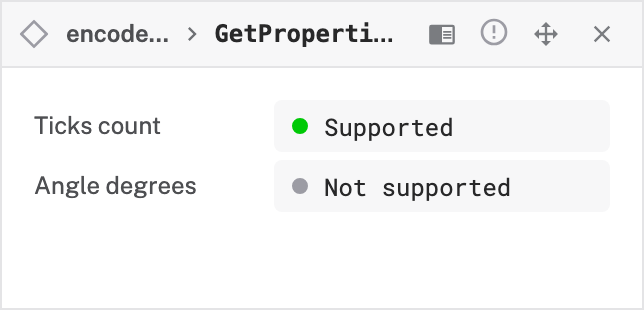 encode... > GetProperti...
Ticks count Supported
Angle degrees Not supported